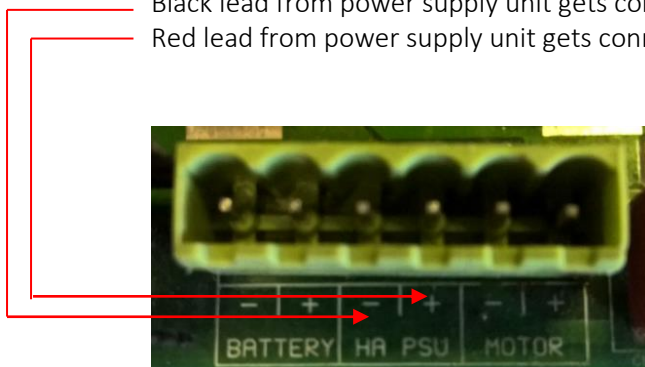 Black lead from power supply unit gets
Red lead from power supply unit gets
- + - + - +
BATTERY HA PSU MOTOR